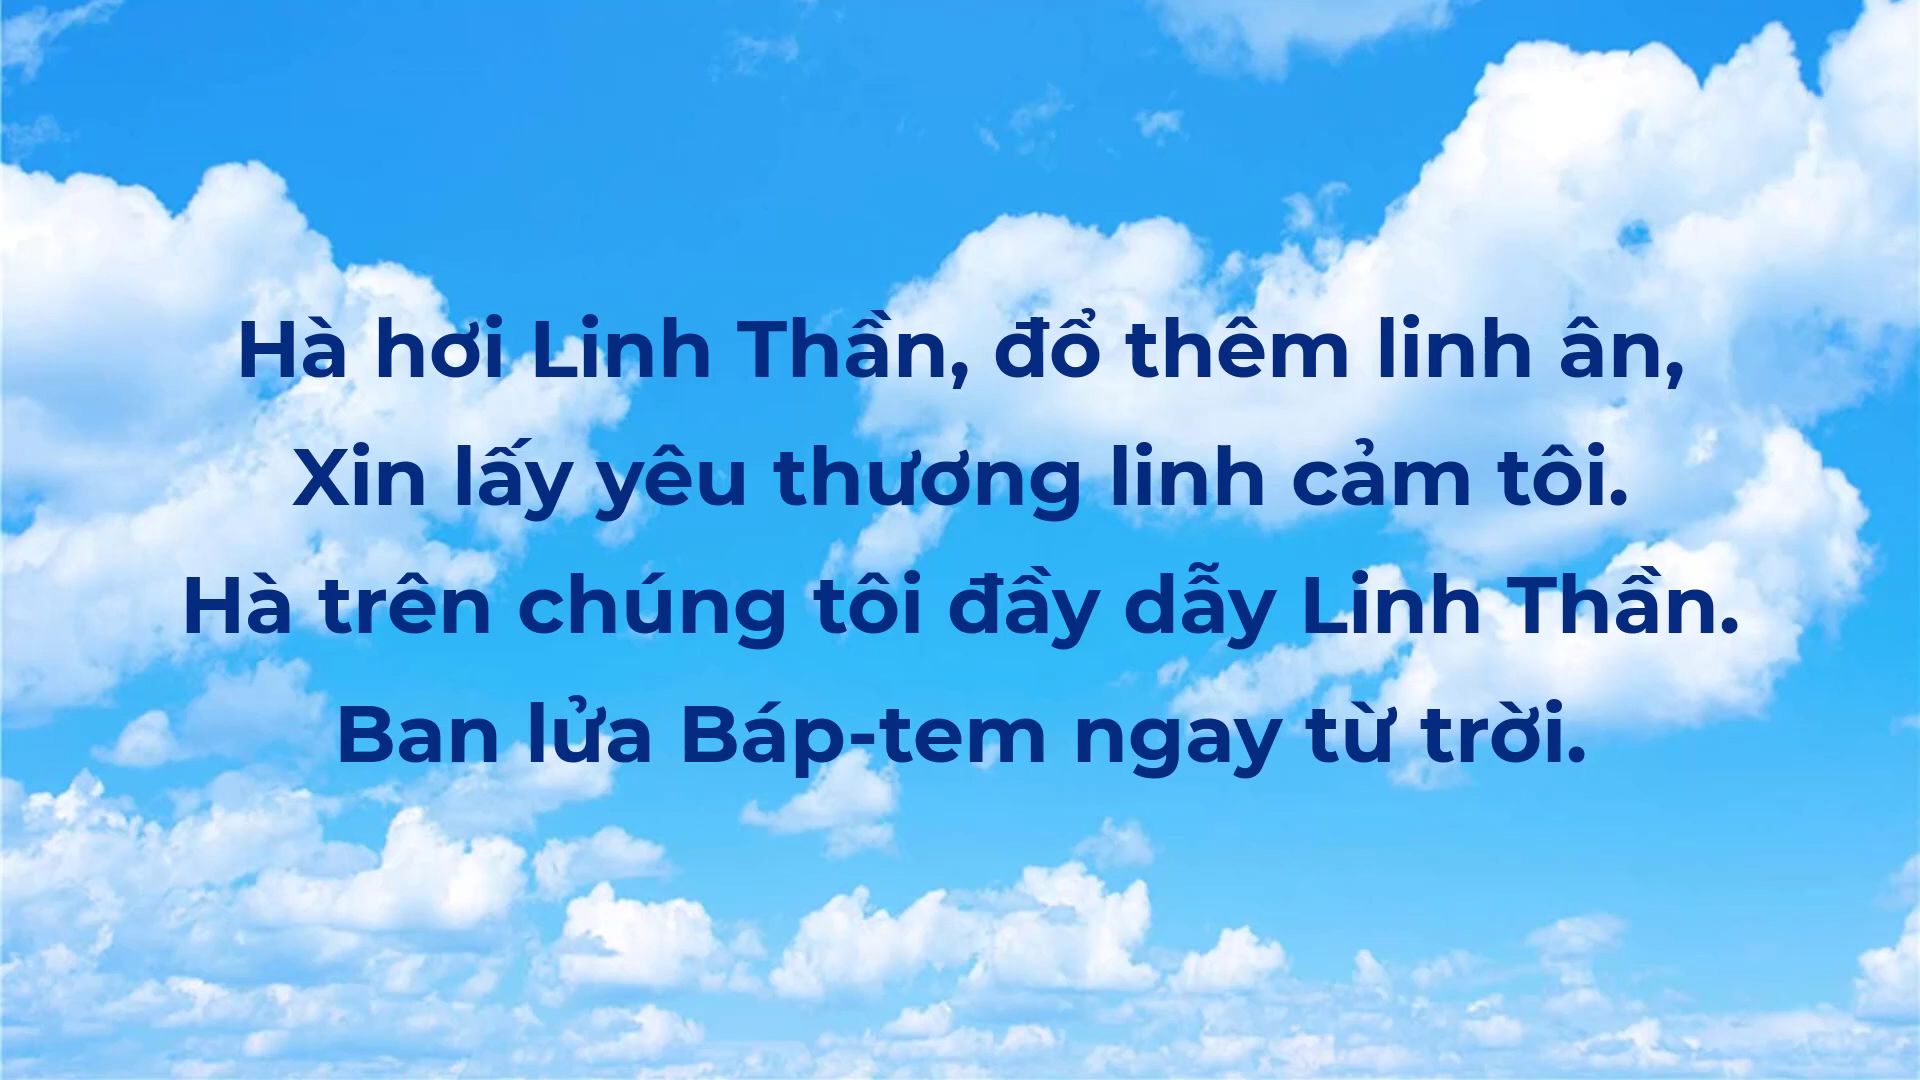 Hà hơi Linh Thần, đổ thêm linh ân,
Xin lấy yêu thương linh cảm tôi.
Hà trên chúng tôi đầy dẫy Linh Thần.
Ban lửa Báp-tem ngay từ trời.